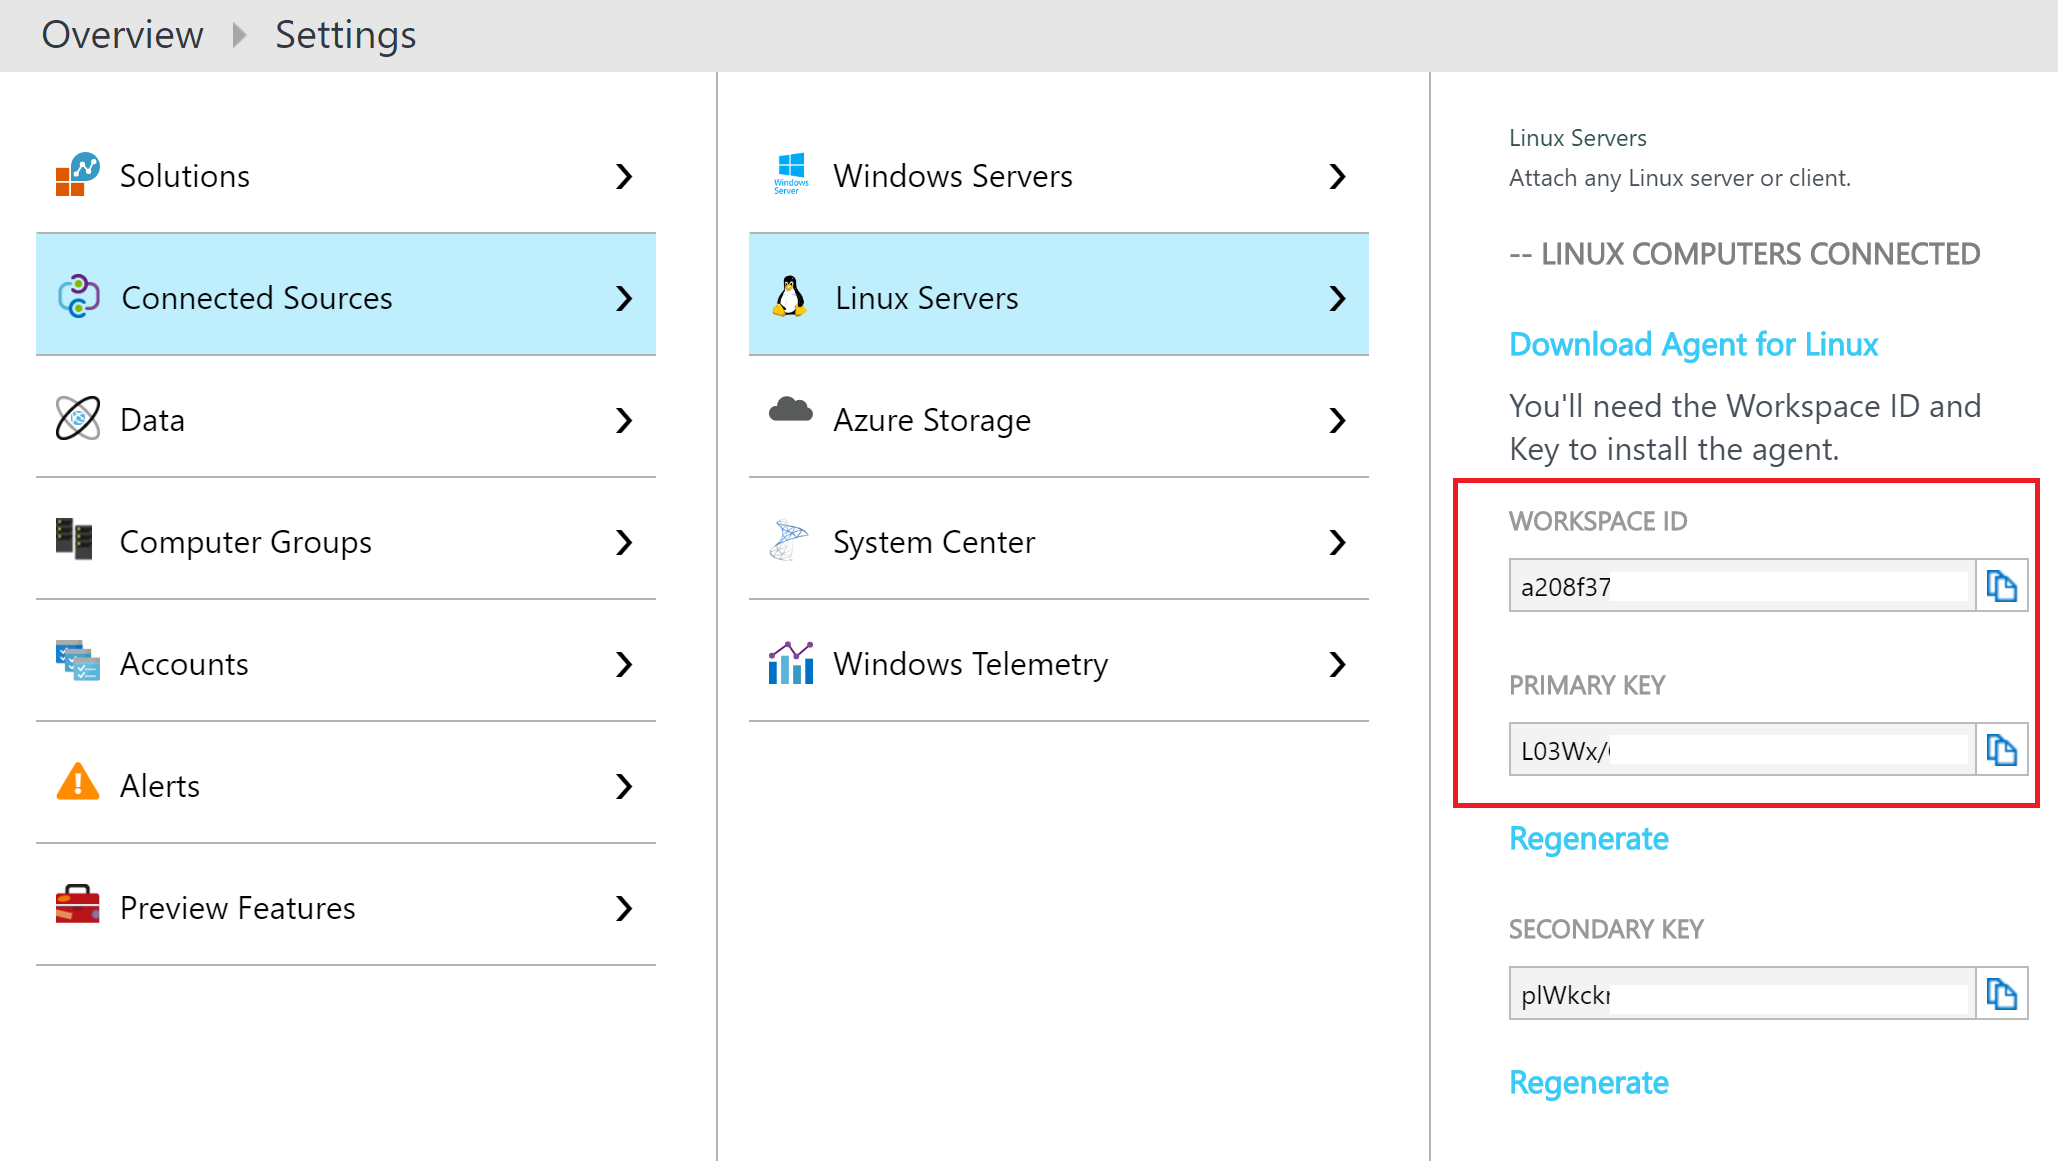 Overview Settings
Solutions
Connected Sources
Data
Computer Groups
Accounts
Alerts
Preview Features
Windows Server
Windows Servers
Linux Servers
Azure Storage
System Center
Windows Telemetry
Linux Servers
Attach any Linux server or client.
-- LINUX COMPUTERS CONNECTED
Download Agent for Linux
You'll need the Workspace ID and
Key to install the agent.
WORKSPACE ID
a208f37
PRIMARY KEY
L03Wx/
Regenerate
SECONDARY KEY
plWkck
Regenerate